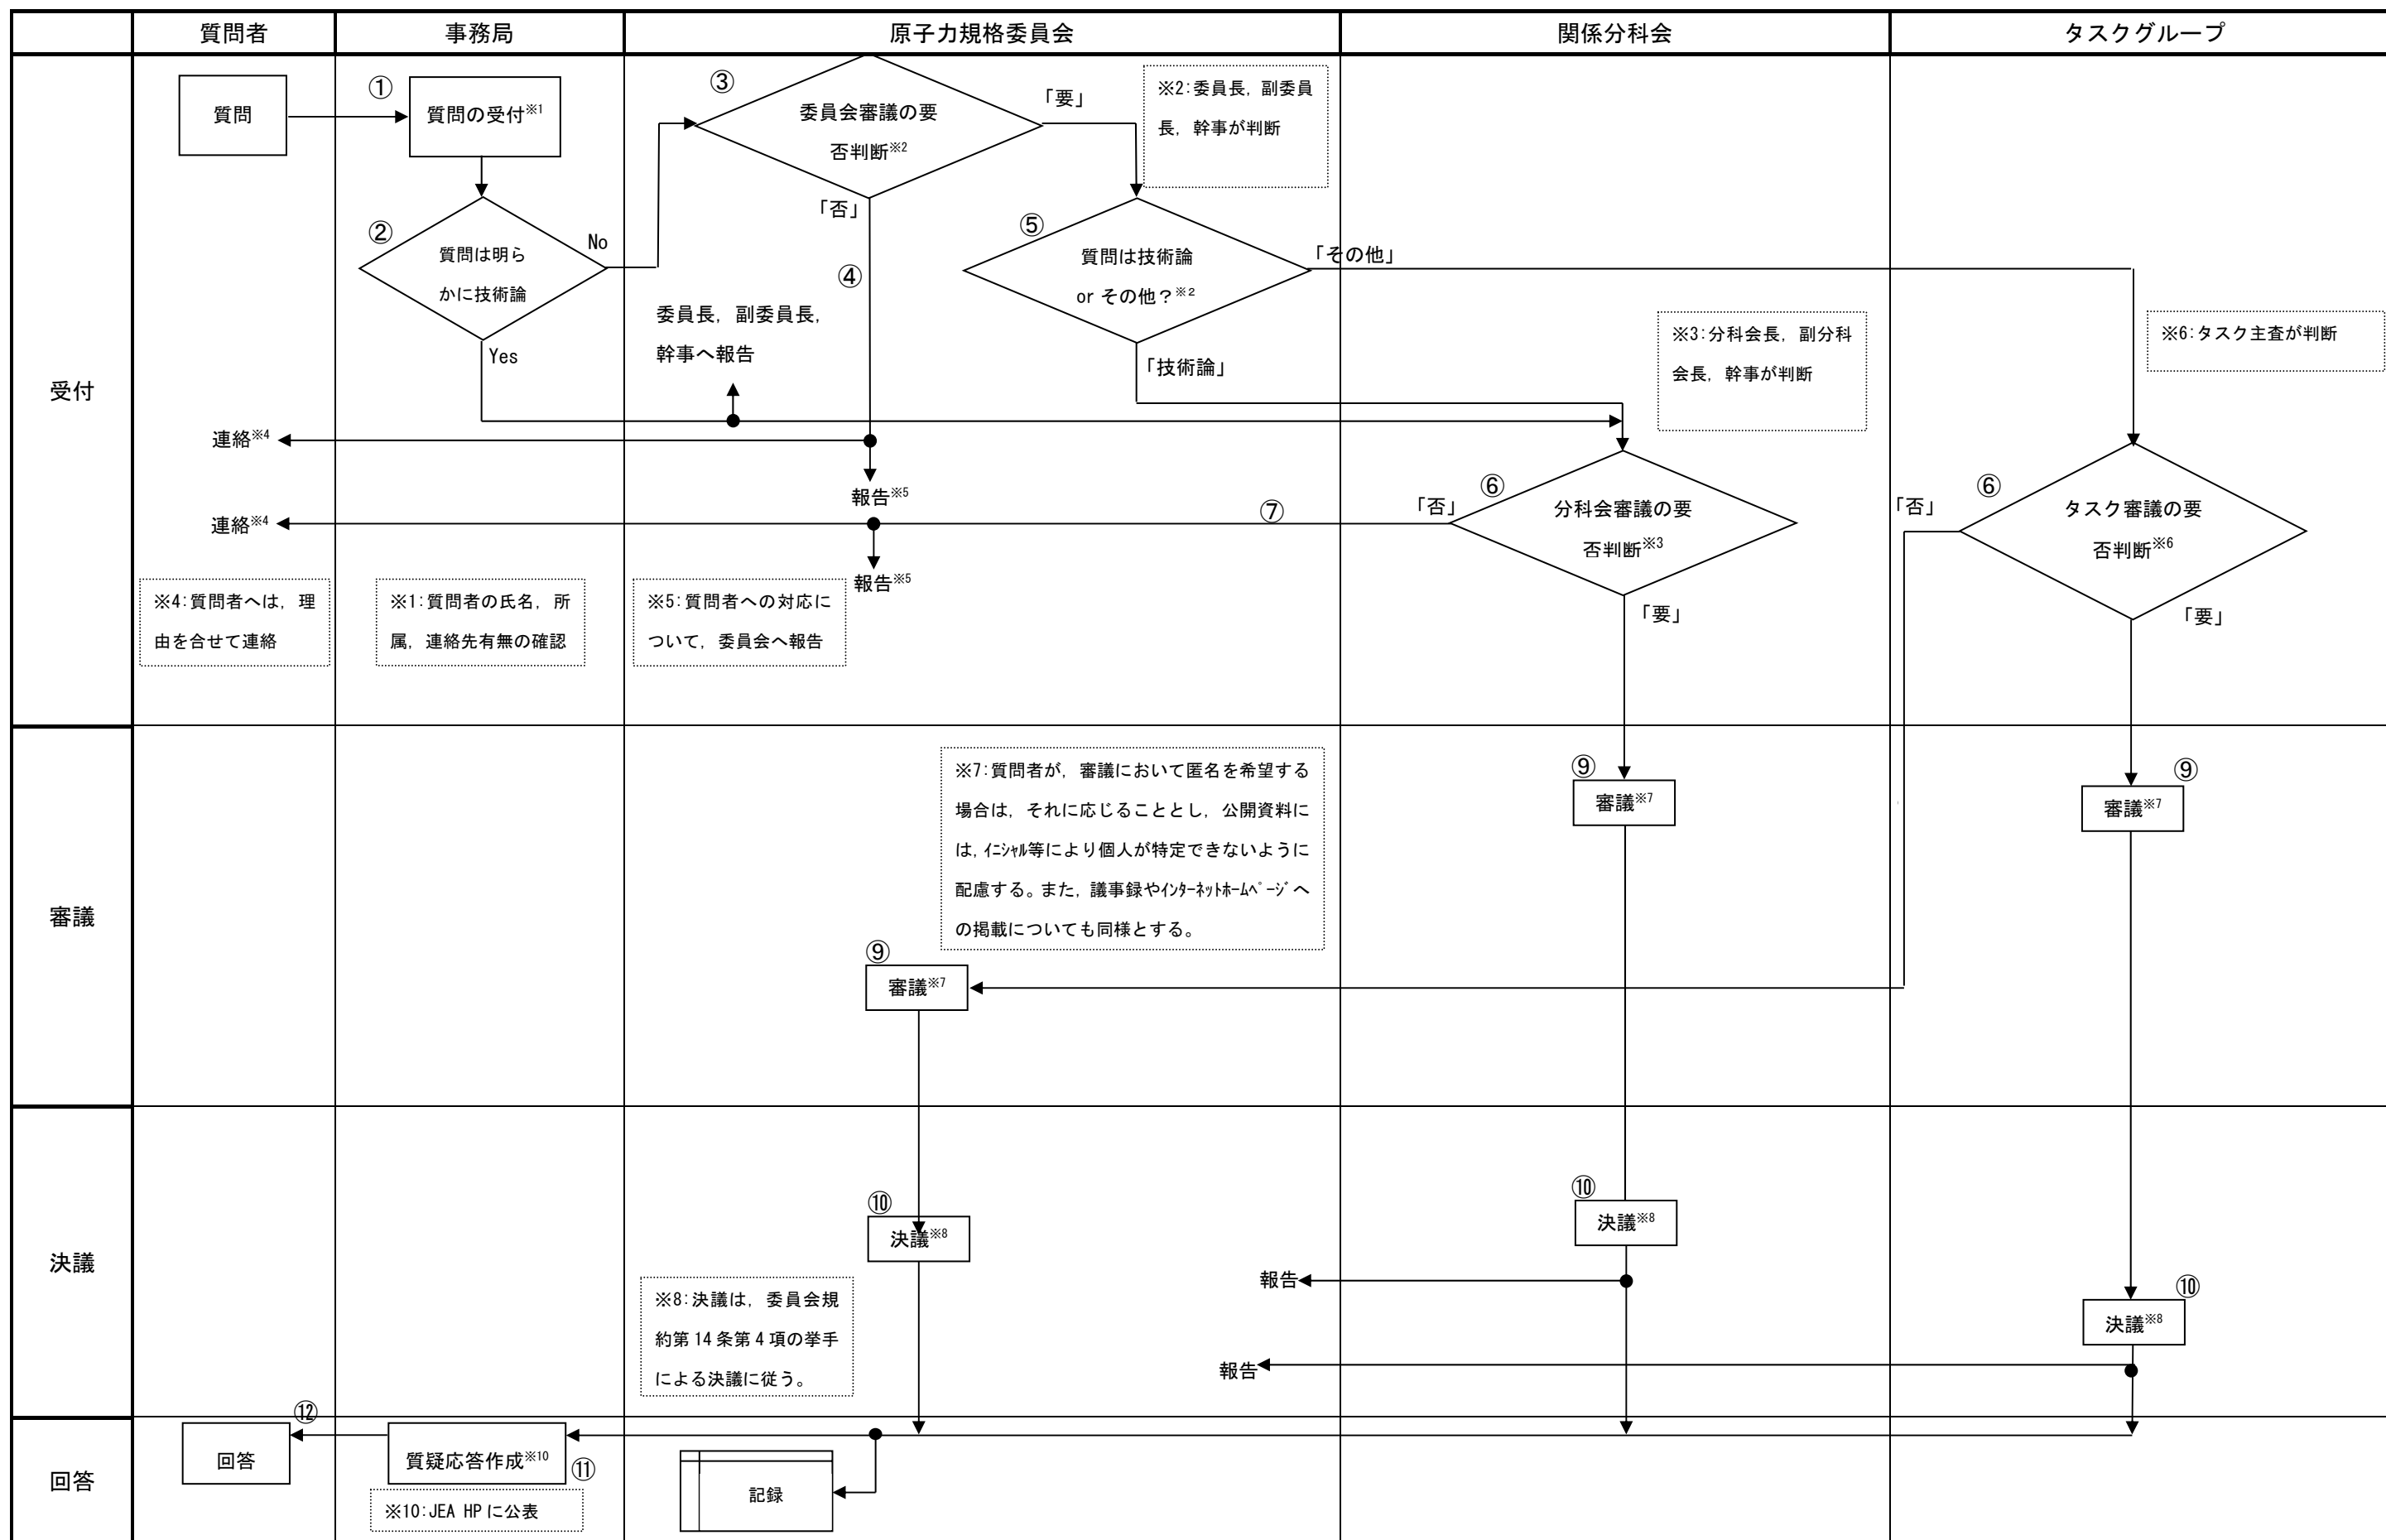 質問者
事務局
原子力規格委員会
関係分科会
タスクグループ
受付
質問
①
質問の受付※1
②
質問は明ら
かに技術論
No
Yes
③
委員会審議の要
否判断※2
「要」
「否」
④
※2:委員長, 副委員
長, 幹事が判断
⑤
質問は技術論
or その他？※2
「その他」
「技術論」
委員長, 副委員長,
幹事へ報告
※3:分科会長, 副分科
会長, 幹事が判断
※6:タスク主査が判断
連絡※4
報告※5
連絡※4
報告※5
⑦
「否」
⑥
分科会審議の要
否判断※3
「要」
「否」
⑥
タスク審議の要
否判断※6
「要」
※4:質問者へは, 理
由を合せて連絡
※1:質問者の氏名, 所
属, 連絡先有無の確認
※5:質問者への対応に
ついて, 委員会へ報告
審議
※7:質問者が, 審議において匿名を希望する
場合は, それに応じることとし, 公開資料に
は, ｲﾆｼｬﾙ等により個人が特定できないように
配慮する。また, 議事録やｲﾝﾀｰﾈｯﾄﾎｰﾑﾍﾟｰｼﾞへ
の掲載についても同様とする。
⑨
審議※7
⑨
審議※7
⑨
審議※7
決議
⑩
決議※8
⑩
決議※8
⑩
決議※8
報告
報告
※8:決議は, 委員会規
約第 14 条第 4 項の挙手
による決議に従う。
回答
⑫
回答
質疑応答作成※10
⑪
※10:JEA HP に公表
記録